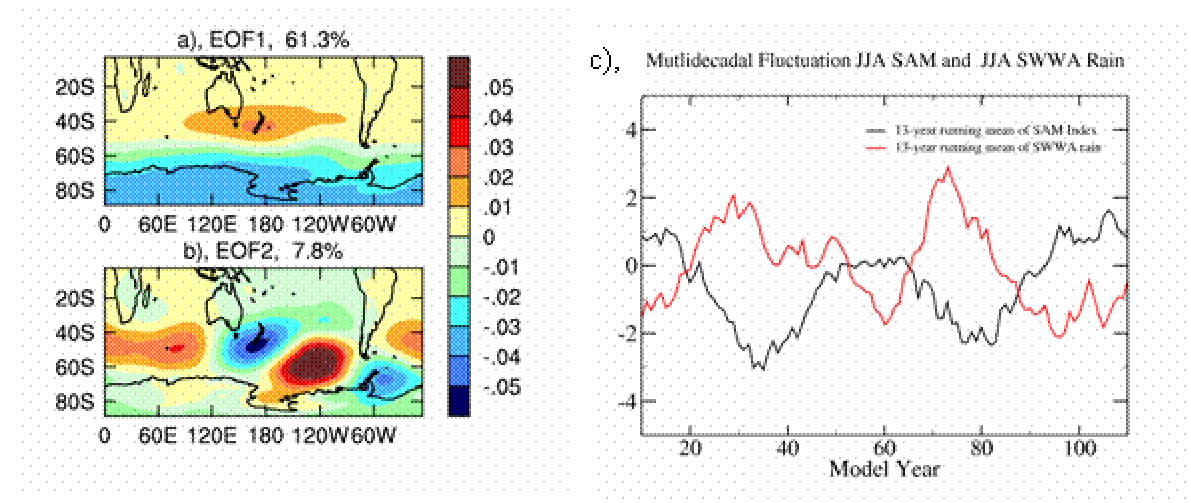 a), EOF1, 61.3%
20S
40S
60S
80S
0 60E 120E 180 120W 60W
b), EOF2, 7.8%
20S
40S
60S
80S
0 60E 120E 180 120W 60W
.05
.04
.03
.02
.01
0
-.01
-.02
-.03
-.04
-.05
c), Mutlidecadal Fluctuation JJA SAM and JJA SWWA Rain
13-year running mean of SAM Index
13-year running mean of SWWA rain
4
2
0
-2
-4
20 40 60 80 100
Model Year